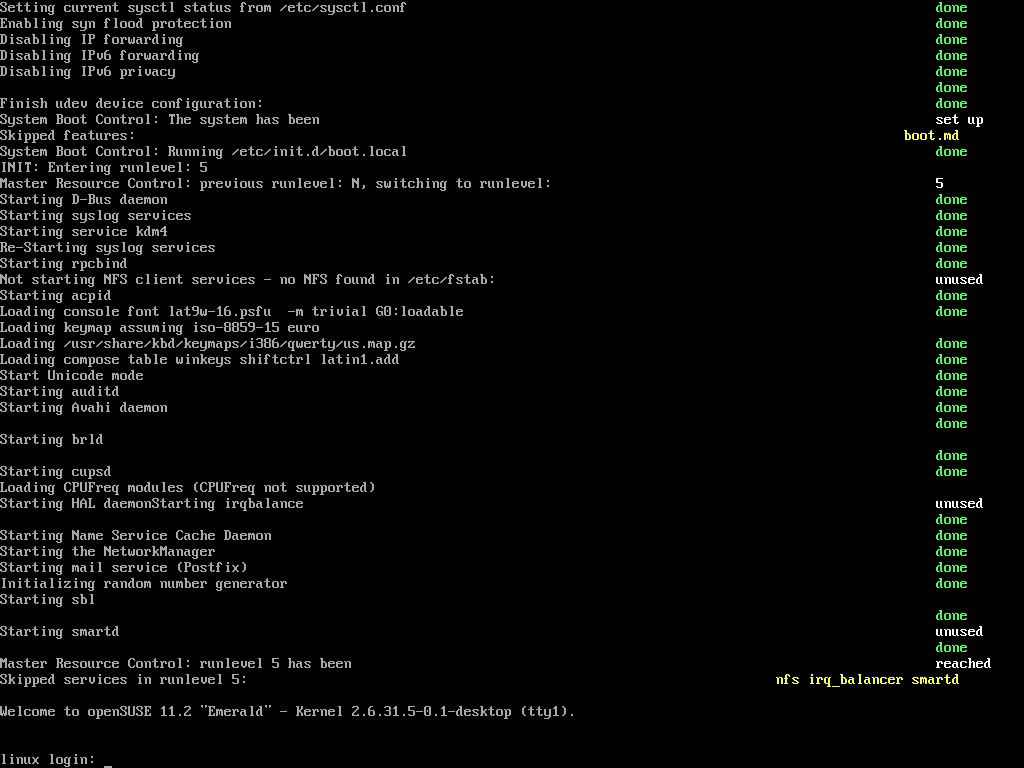 Setting current sysctl status from /etc/sysctl.conf done
Enabling syn flood protection done
Disabling IP forwarding done
Disabling IPv6 forwarding done
Disabling IPv6 privacy done
done
Finish udev device configuration: done
System Boot Control: The system has been set up
Skipped features: boot.md
System Boot Control: Running /etc/init.d/boot.local done
INIT: Entering runlevel: 5
Master Resource Control: previous runlevel: N, switching to runlevel: 5
Starting D-Bus daemon done
Starting syslog services done
Starting service kdm4 done
Re-Starting syslog services done
Starting rpcbind done
Not starting NFS client services - no NFS found in /etc/fstab: unused
Starting acpid done
Loading console font lat9w-16.psfu  -m trivial G0:loadable done
Loading keymap assuming iso-8859-15 euro
Loading /usr/share/kbd/keymaps/i386/qwerty/us.map.gz done
Loading compose table winkeys shiftctrl latin1.add done
Start Unicode mode done
Starting auditd done
Starting Avahi daemon done
done
Starting brld
done
Starting cupsd done
Loading CPUFreq modules (CPUFreq not supported)
Starting HAL daemonStarting irqbalance unused
done
Starting Name Service Cache Daemon done
Starting the NetworkManager done
Starting mail service (Postfix) done
Initializing random number generator done
Starting sbl
done
Starting smartd unused
done
Master Resource Control: runlevel 5 has been reached
Skipped services in runlevel 5: nfs irq_balancer smartd
Welcome to openSUSE 11.2 "Emerald" - Kernel 2.6.31.5-0.1-desktop (tty1).
linux login: _